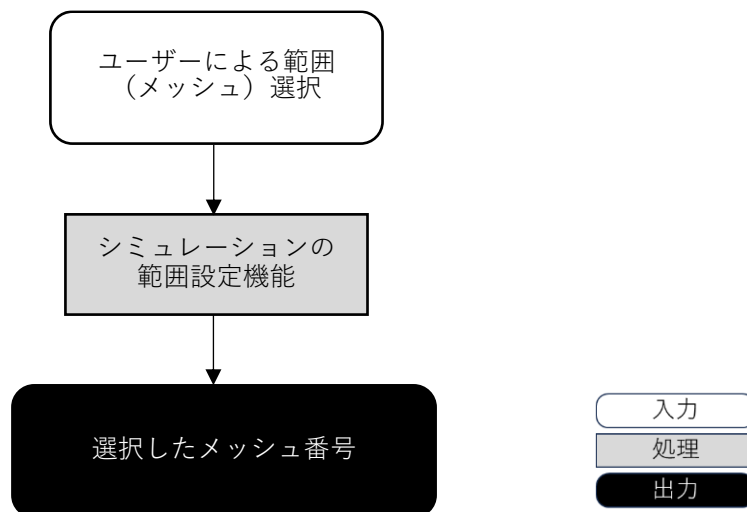 ユーザーによる範囲
（メッシュ）選択
シミュレーションの
範囲設定機能
選択したメッシュ番号
入力
処理
出力